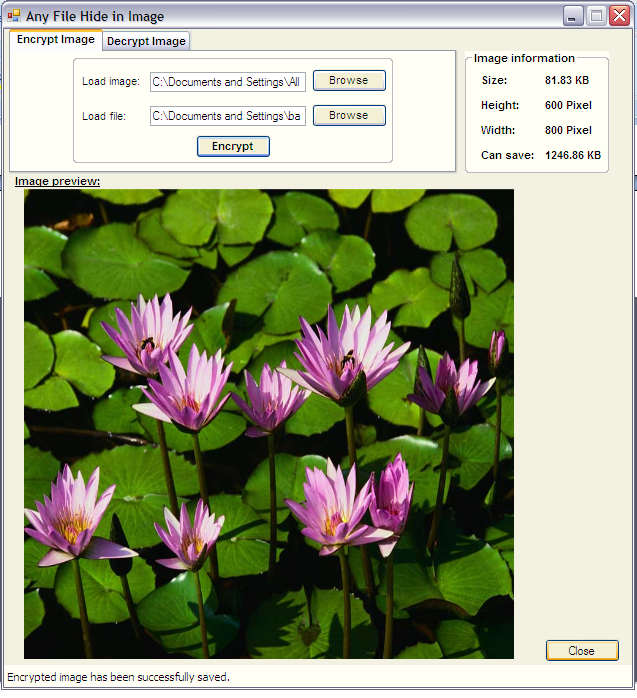 Any File Hide in Image
Encrypt Image Decrypt Image
Load image: C:\Documents and Settings\All Browse
Load file: C:\Documents and Settings\ba Browse
Encrypt
Image information
Size: 81.83 KB
Height: 600 Pixel
Width: 800 Pixel
Can save: 1246.86 KB
Image preview:
Close
Encrypted image has been successfully saved.